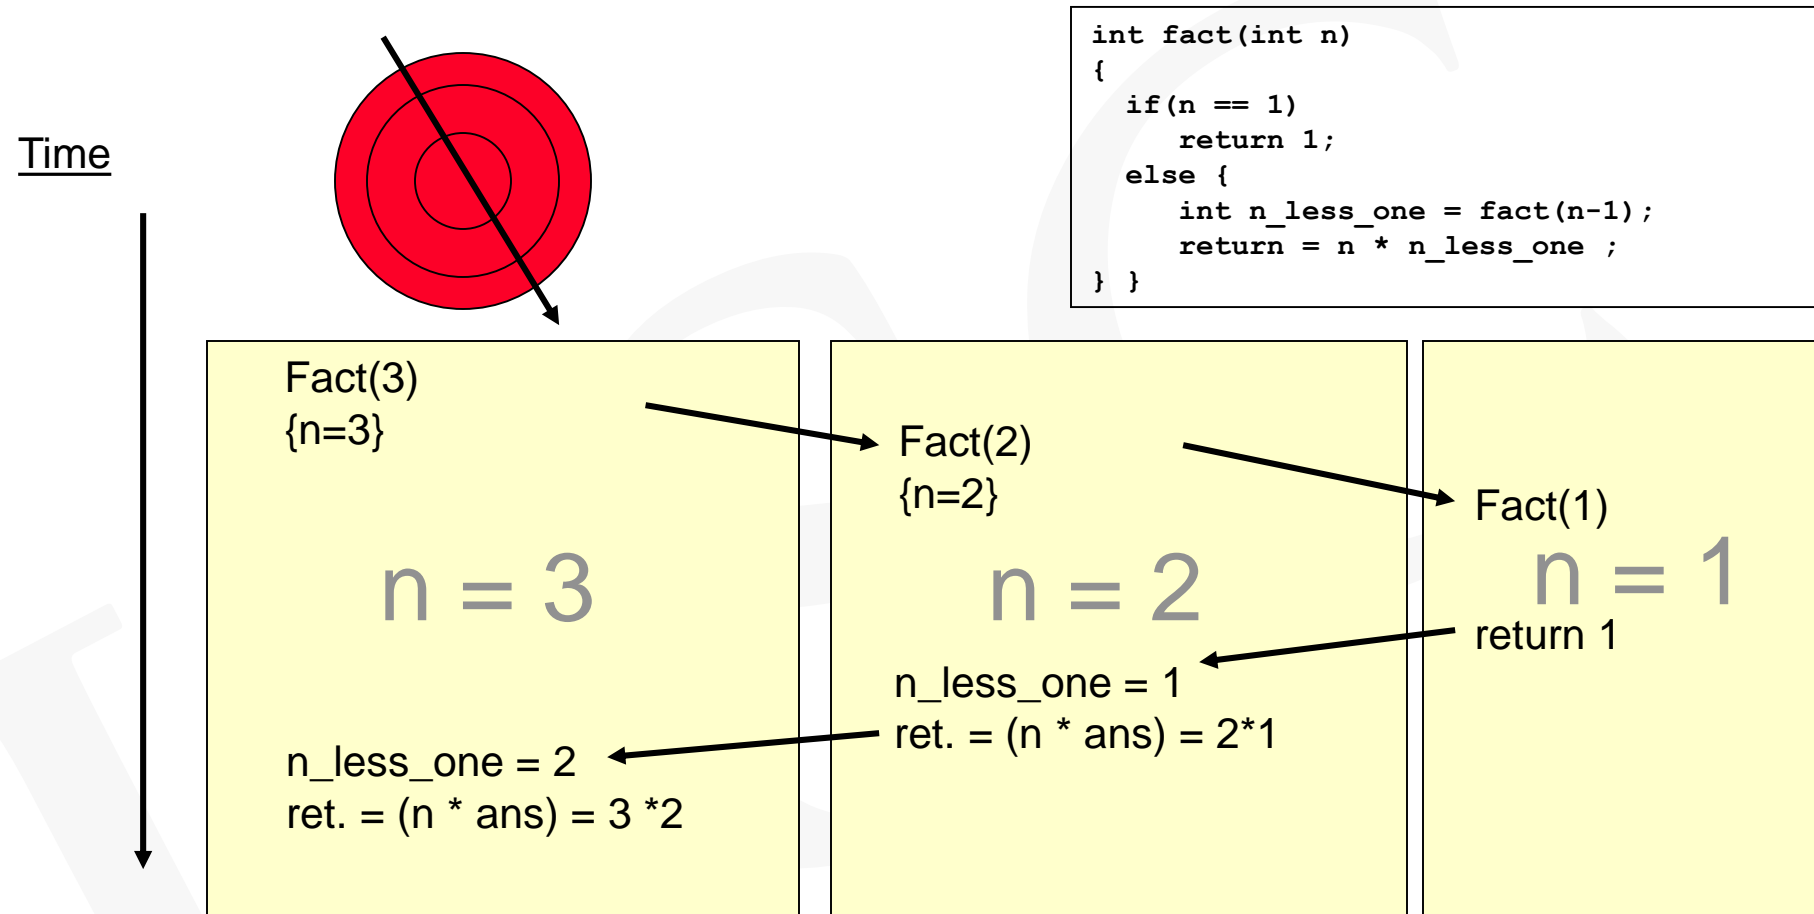 int fact(int n)
{
if(n == 1)
return 1;
else {
int n_less_one = fact(n-1);
return = n * n_less_one ;
} }
Time
Fact(3)
{n=3}
n = 3
n_less_one = 2
ret. = (n * ans) = 3 *2
Fact(2)
{n=2}
n = 2
n_less_one = 1
ret. = (n * ans) = 2*1
Fact(1)
n = 1
return 1